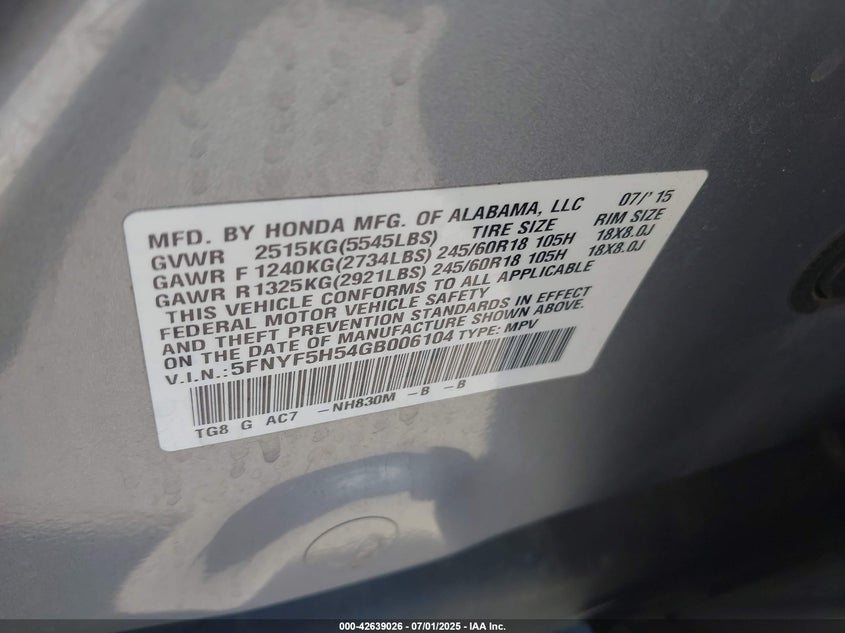 MFD. BY HONDA MFG. OF ALABAMA, LLC 07/'15
GVWR 2515KG(5545LBS) TIRE SIZE RIM SIZE
GAWR F 1240KG(2734LBS) 245/60R18 105H 18X8.0J
GAWR R 1325KG(2921LBS) 245/60R18 105H 18X8.0J
THIS VEHICLE CONFORMS TO ALL APPLICABLE
FEDERAL MOTOR VEHICLE SAFETY
AND THEFT PREVENTION STANDARDS IN EFFECT
ON THE DATE OF MANUFACTURE SHOWN ABOVE.
V.I.N.:5FNYF5H54GB006104 TYPE: MPV
TG8 G AC7 -NH830M -B -B
000-42639026 - 07/01/2025 - IAA Inc.